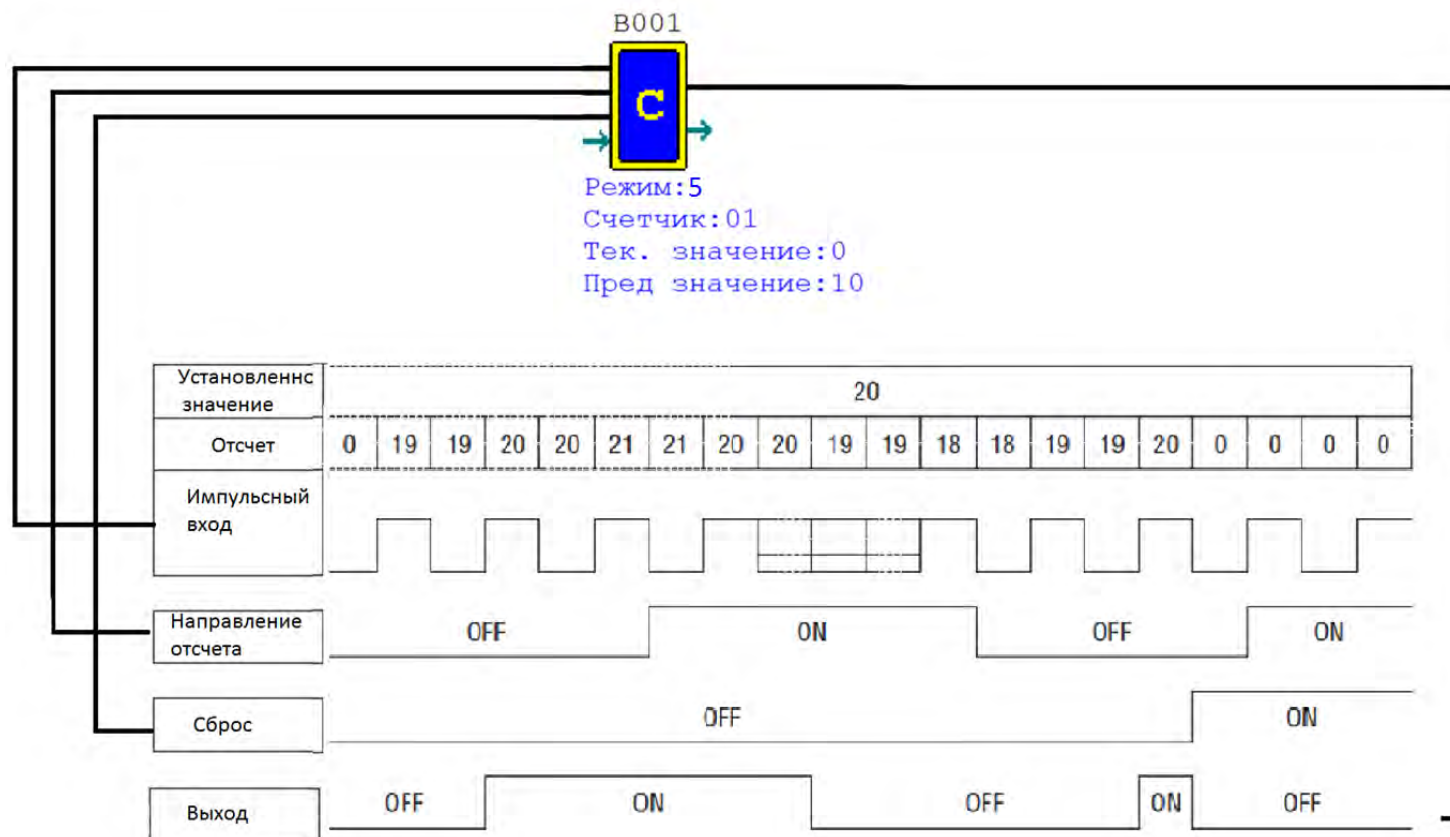 B001
C
Режим:5
Счетчик:01
Тек. значение:0
Пред значение:10
Установленнс
значение
20
Отсчет 0 19 19 20 20 21 21 20 20 19 19 18 18 19 19 20 0 0 0 0
Импульсный
вход
Направление
отсчета
OFF ON OFF ON
Сброс OFF ON
Выход OFF ON OFF ON OFF